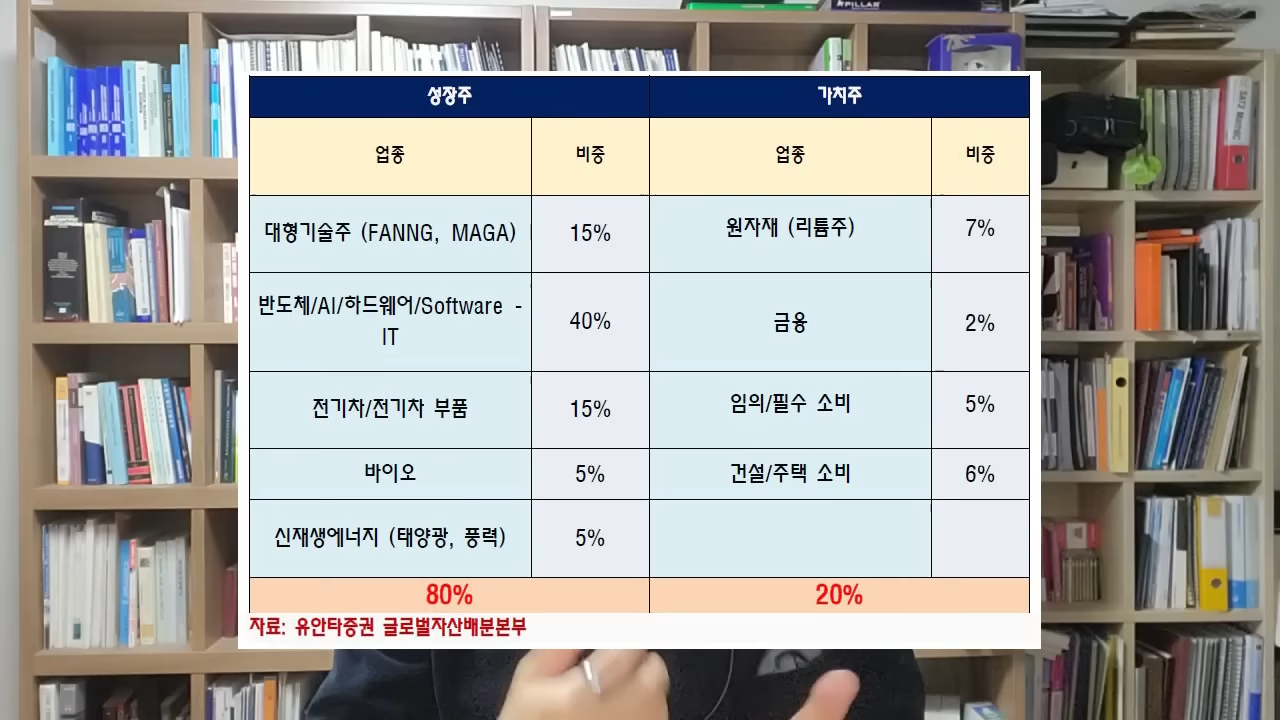 PILLAR
SAT2
성장주 가치주
업종 비중 업종 비중
대형기술주 (FANNG, MAGA) 15% 원자재 (리튬주) 7%
반도체/AI/하드웨어/Software -
IT 40% 금융 2%
전기차/전기차 부품 15% 임의/필수 소비 5%
바이오 5% 건설/주택 소비 6%
신재생에너지 (태양광, 풍력) 5%
80% 20%
자료: 유안타증권 글로벌자산배분본부